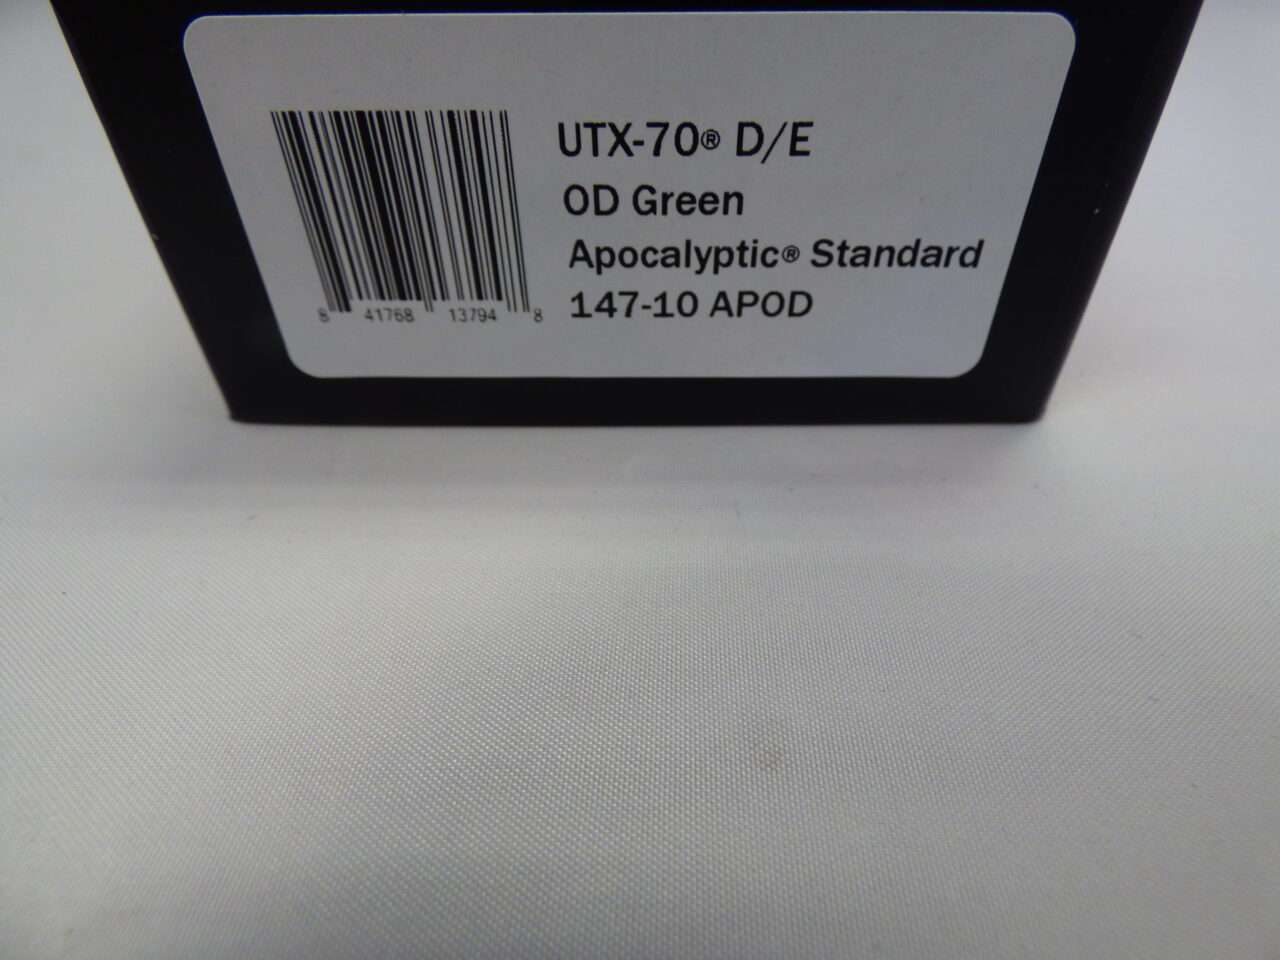 UTX-70® D/E
OD Green
Apocalyptic® Standard
147-10 APOD
8 41768 13794 8